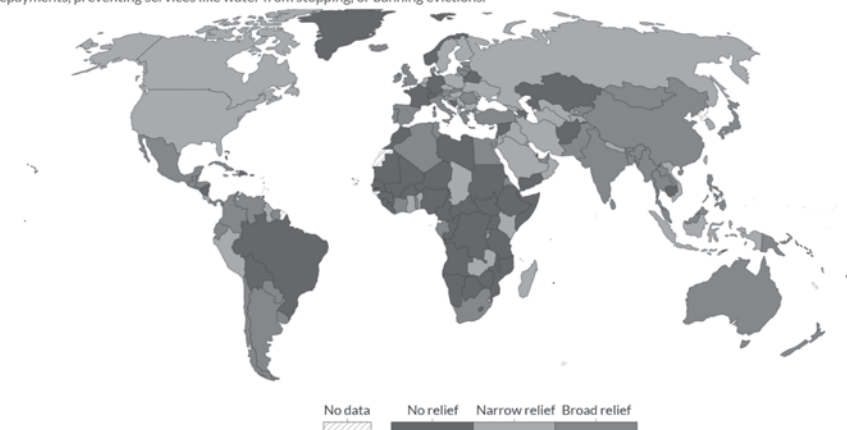 repayments, preventing services like water from stopping, or banning evictions.
No data No relief Narrow relief Broad relief